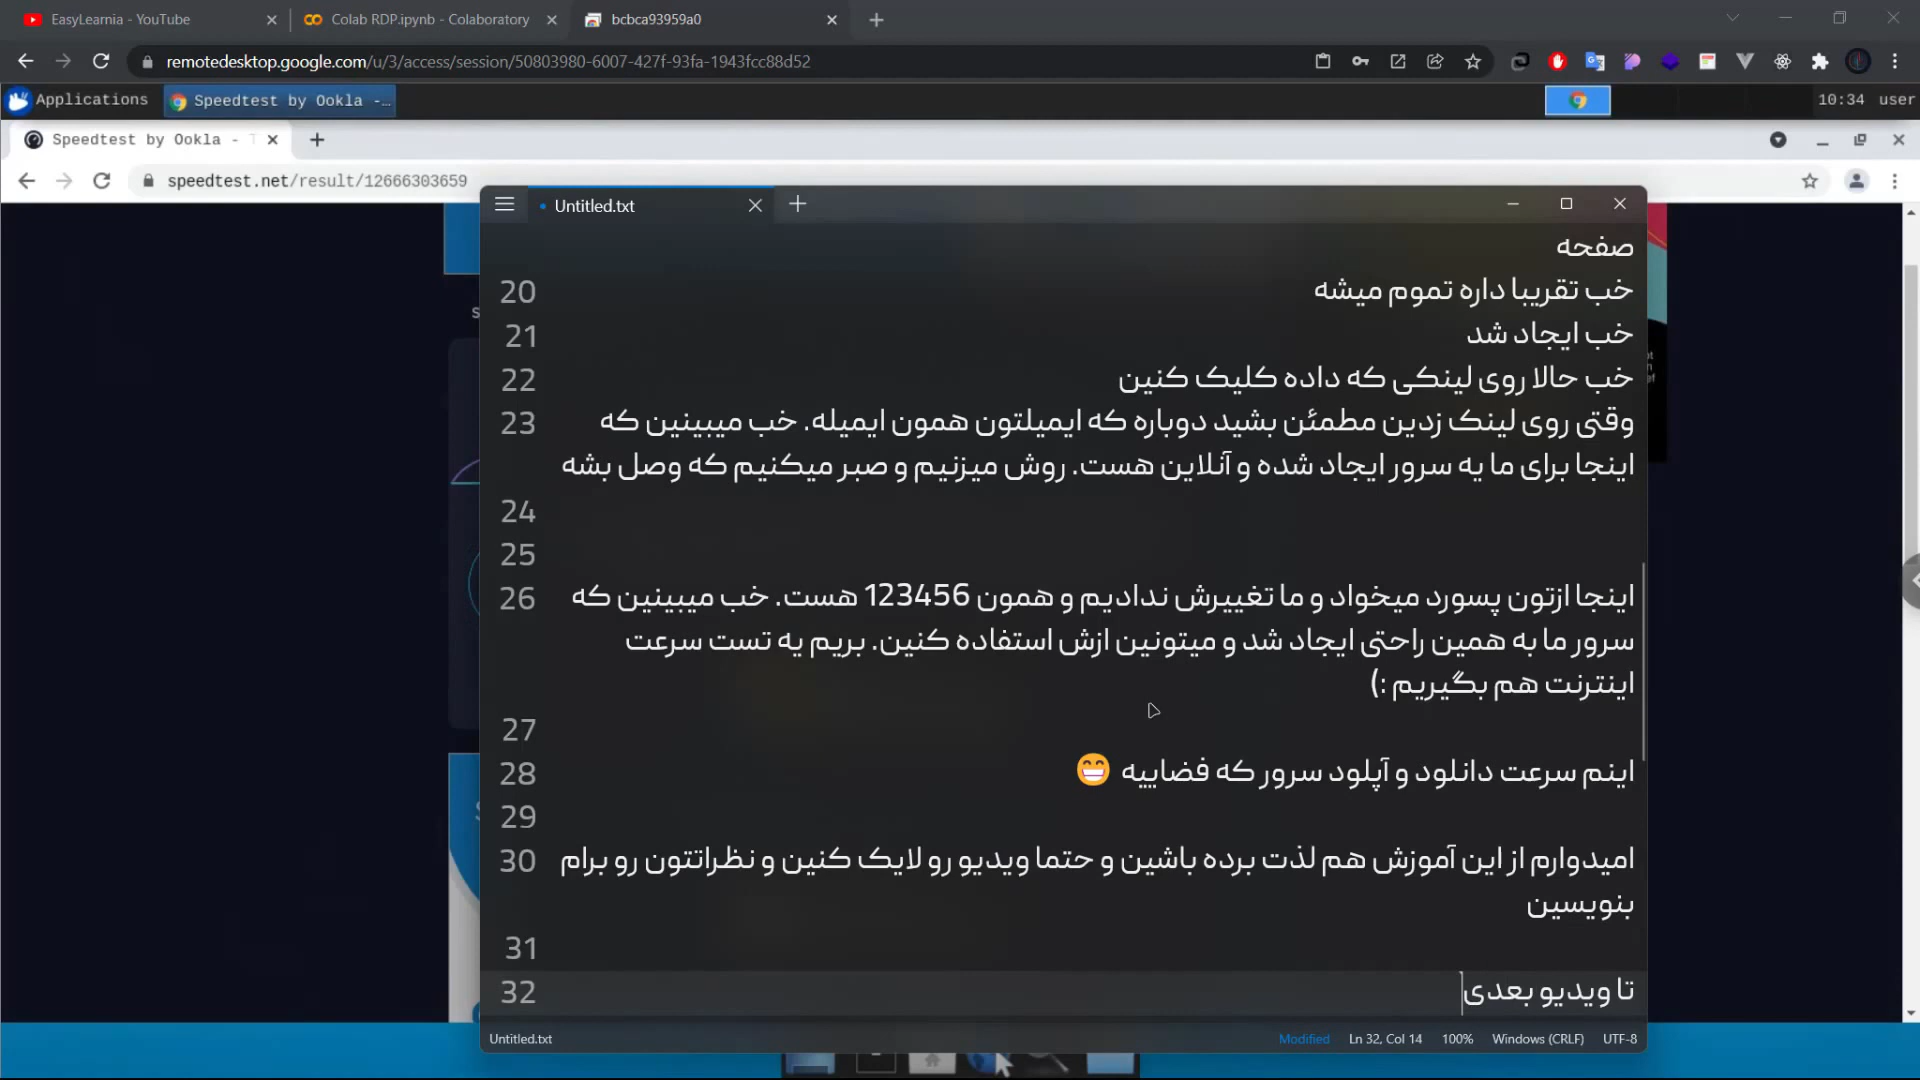 EasyLearnia - YouTube
Colab RDP.ipynb - Colaboratory
bcbca93959a0
remotedesktop.google.com/u/3/access/session/50803980-6007-427f-93fa-1943fcc88d52
Applications
Speedtest by Ookla -...
10:34 user
Speedtest by Ookla -
speedtest.net/result/12666303659
Untitled.txt
صفحه
20 خب تقریبا داره تموم میشه
21 خب ایجاد شد
22 خب حالا روی لینکی که داده کلیک کنین
23 وقتی روی لینک زدین مطمئن بشید دوباره که ایمیلتون همون ایمیله. خب میبینین که
اینجا برای ما یه سرور ایجاد شده و آنلاین هست. روش میزنیم و صبر میکنیم که وصل بشه
24
25
26 اینجا ازتون پسورد میخواد و ما تغییرش ندادیم و همون 123456 هست. خب میبینین که
سرور ما به همین راحتی ایجاد شد و میتونین ازش استفاده کنین. بریم یه تست سرعت
اینترنت هم بگیریم :)
27
28 اینم سرعت دانلود و آپلود سرور که فضاییه 😁
29
30 امیدوارم از این آموزش هم لذت برده باشین و حتما ویدیو رو لایک کنین و نظراتتون رو برام
بنویسین
31
32 تا ویدیو بعدی
Untitled.txt
Modified Ln 32, Col 14 100% Windows (CRLF) UTF-8